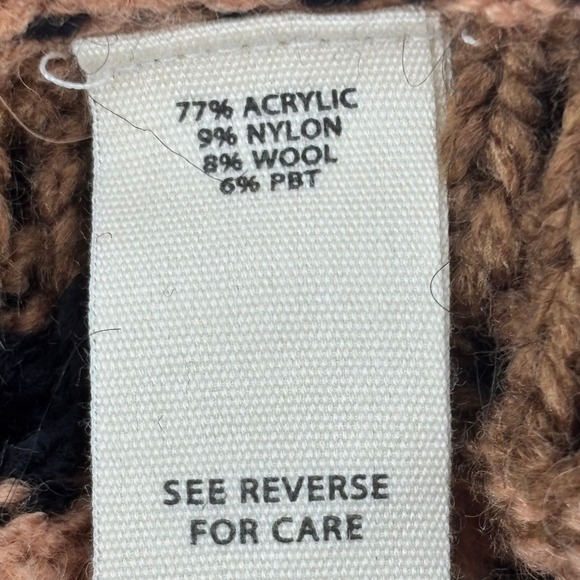 77% ACRYLIC
9% NYLON
8% WOOL
6% PBT
SEE REVERSE
FOR CARE